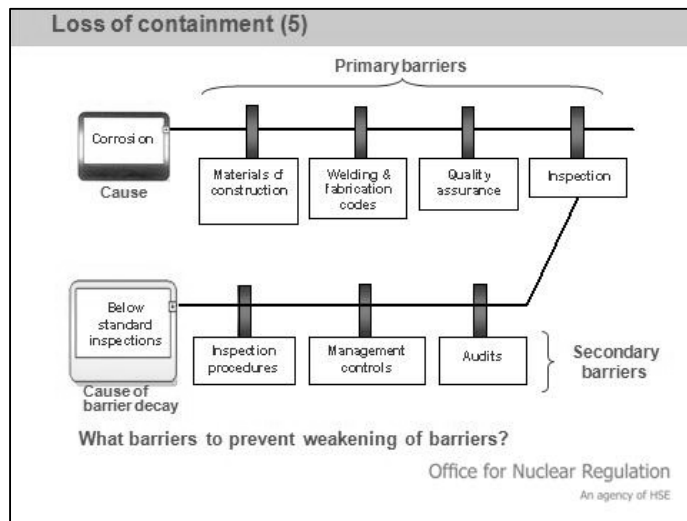 Loss of containment (5)
Primary barriers
Corrosion
Cause
Materials of
construction
Welding &
fabrication
codes
Quality
assurance
Inspection
Below
standard
inspections
Cause of
barrier decay
Inspection
procedures
Management
controls
Audits
Secondary
barriers
What barriers to prevent weakening of barriers?
Office for Nuclear Regulation
An agency of HSE